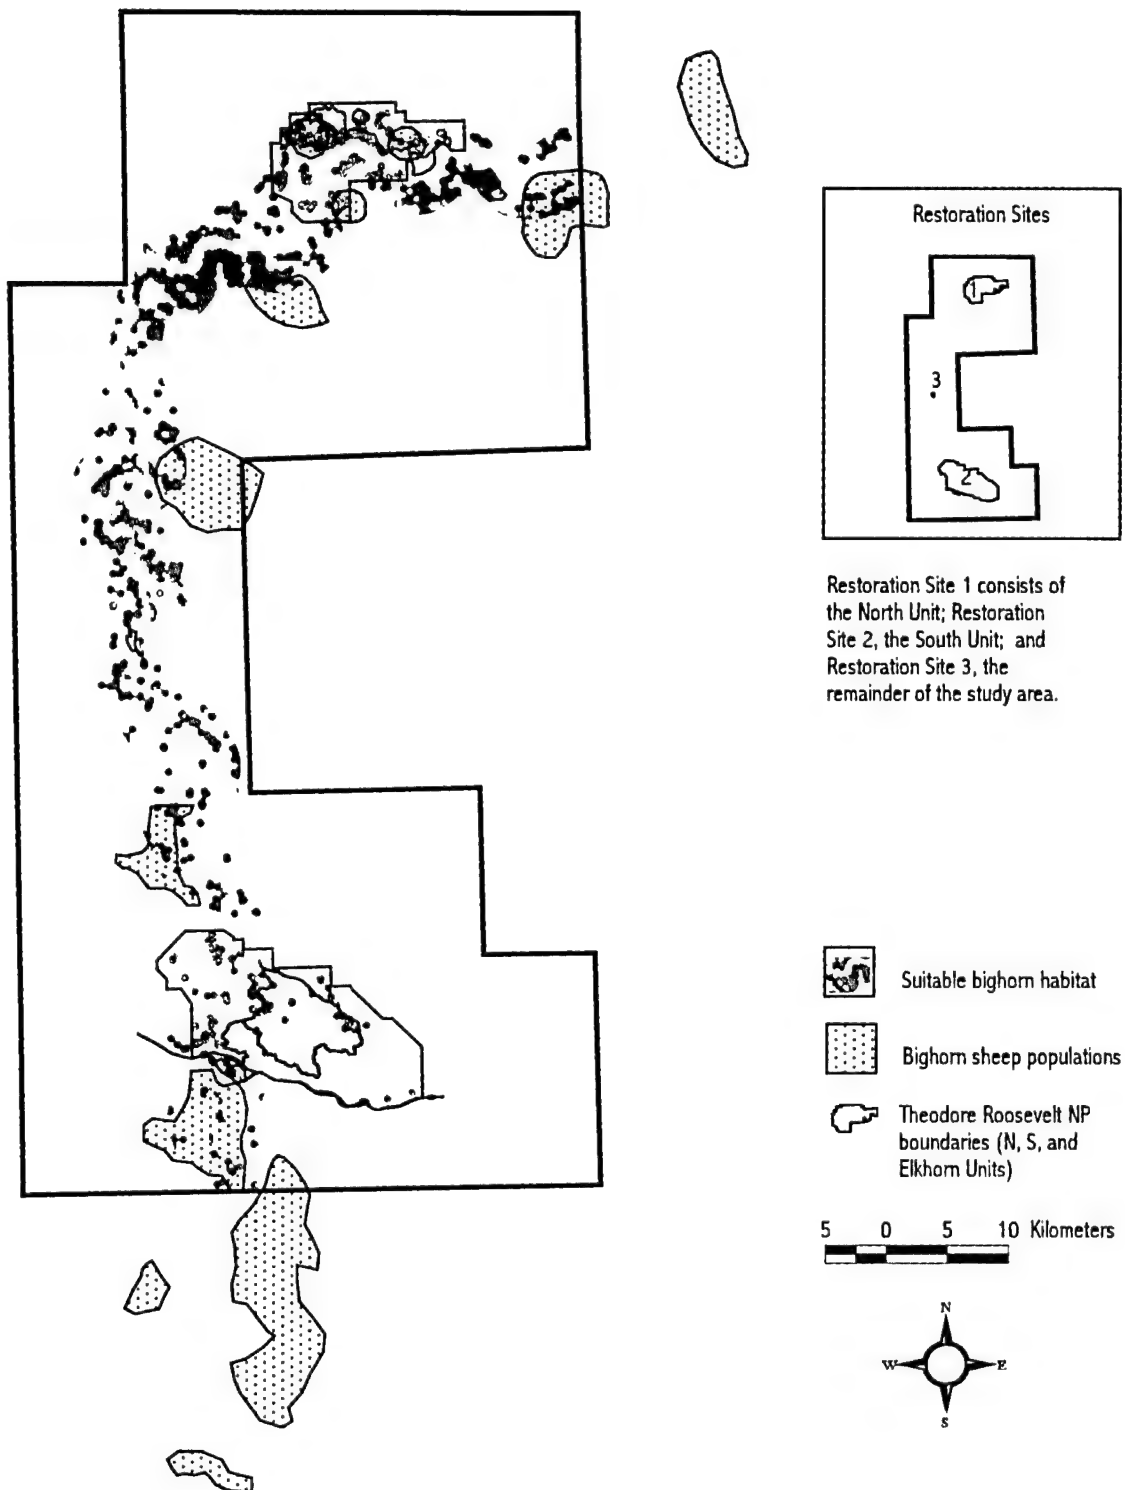 Restoration Sites
1
3
2
Restoration Site 1 consists of
the North Unit; Restoration
Site 2, the South Unit; and
Restoration Site 3, the
remainder of the study area.
Suitable bighorn habitat
Bighorn sheep populations
Theodore Roosevelt NP
boundaries (N, S, and
Elkhorn Units)
5 0 5 10 Kilometers
N
W E
S